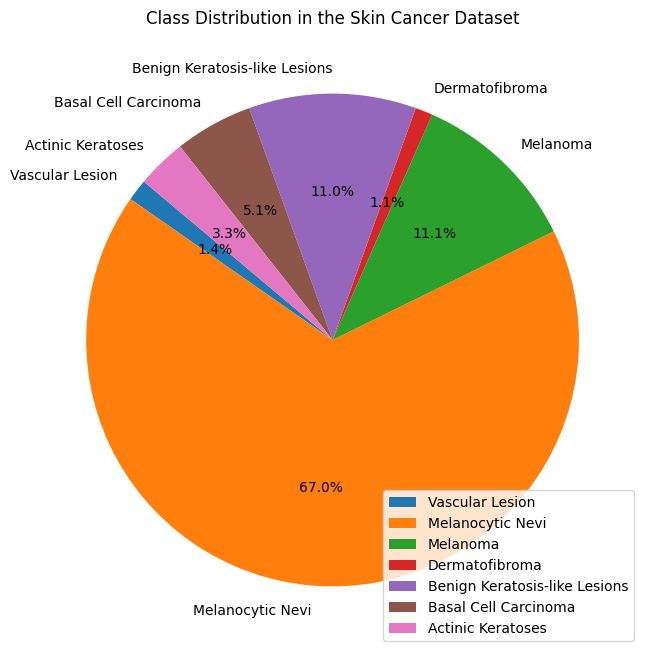 Class Distribution in the Skin Cancer Dataset
Benign Keratosis-like Lesions
Dermatofibroma
Basal Cell Carcinoma
Actinic Keratoses
Melanoma
Vascular Lesion
11.0%
1.1%
5.1%
3.3%
11.1%
1.4%
67.0%
Melanocytic Nevi
Vascular Lesion
Melanocytic Nevi
Melanoma
Dermatofibroma
Benign Keratosis-like Lesions
Basal Cell Carcinoma
Actinic Keratoses